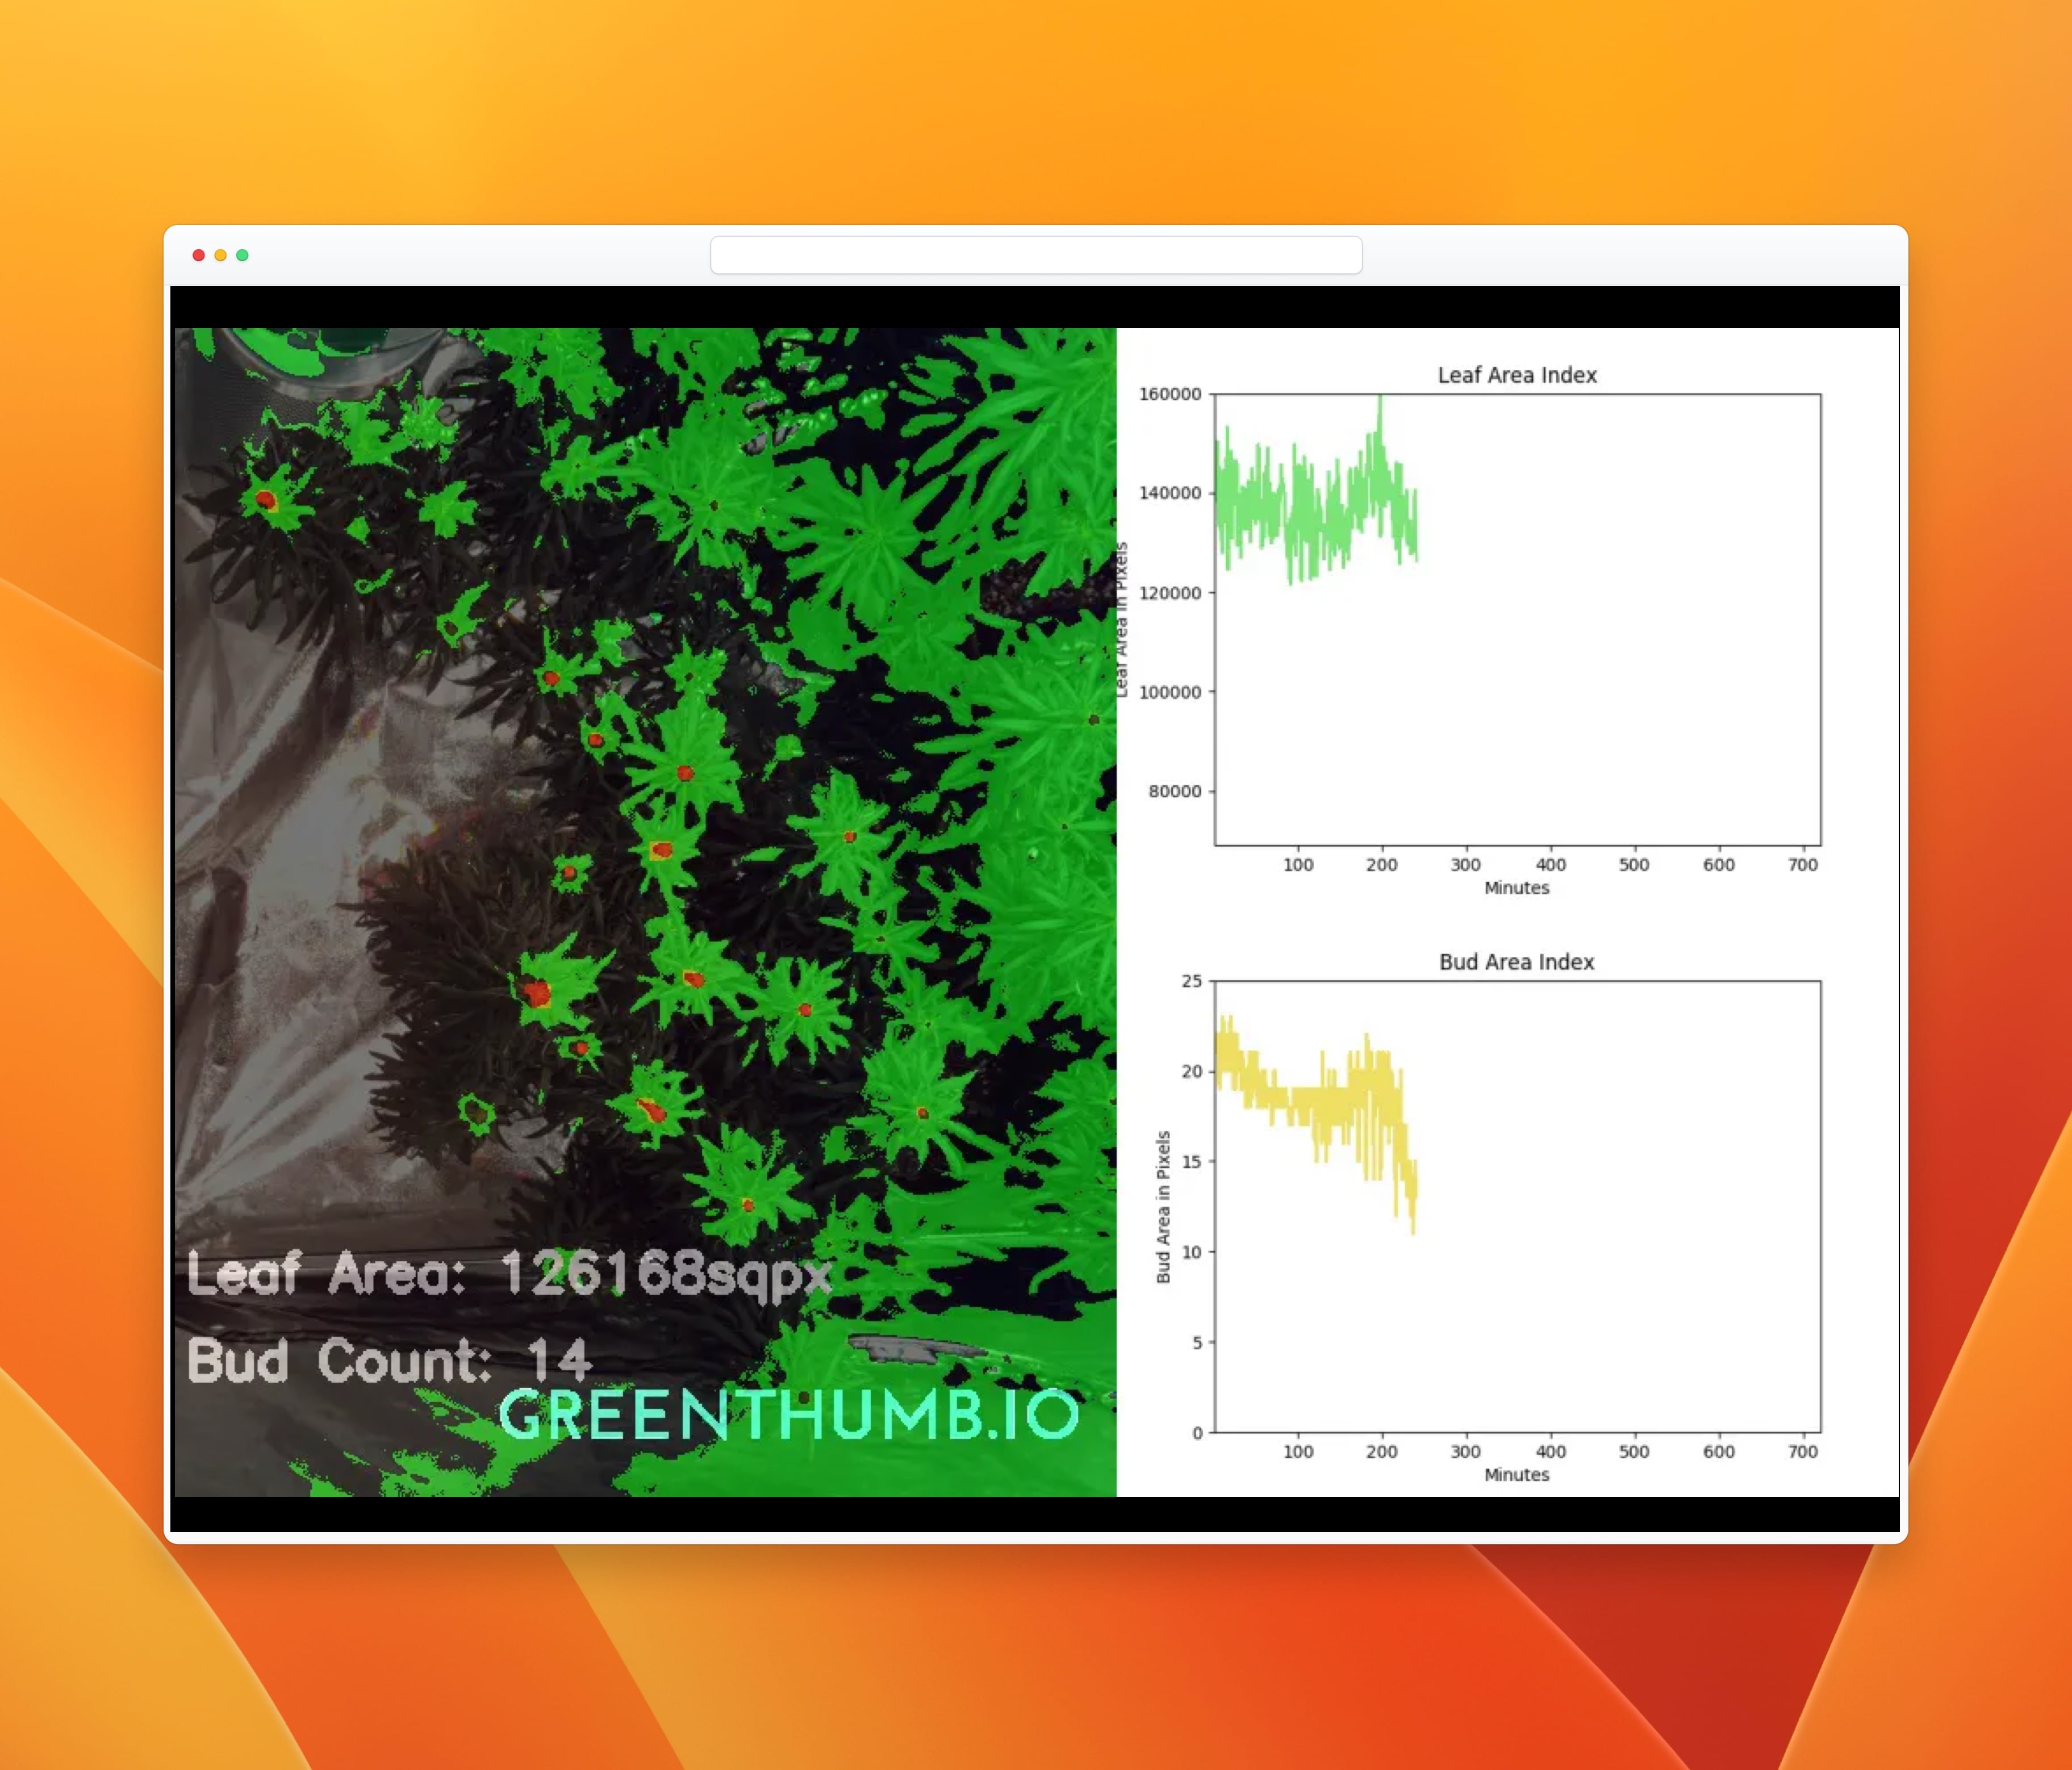 Leaf Area: 126168sqpx
Bud Count: 14
GREENTHUMB.IO
Leaf Area Index
160000
140000
120000
100000
80000
Leaf Area in Pixels
100 200 300 400 500 600 700
Minutes
Bud Area Index
25
20
15
10
5
0
Bud Area in Pixels
100 200 300 400 500 600 700
Minutes